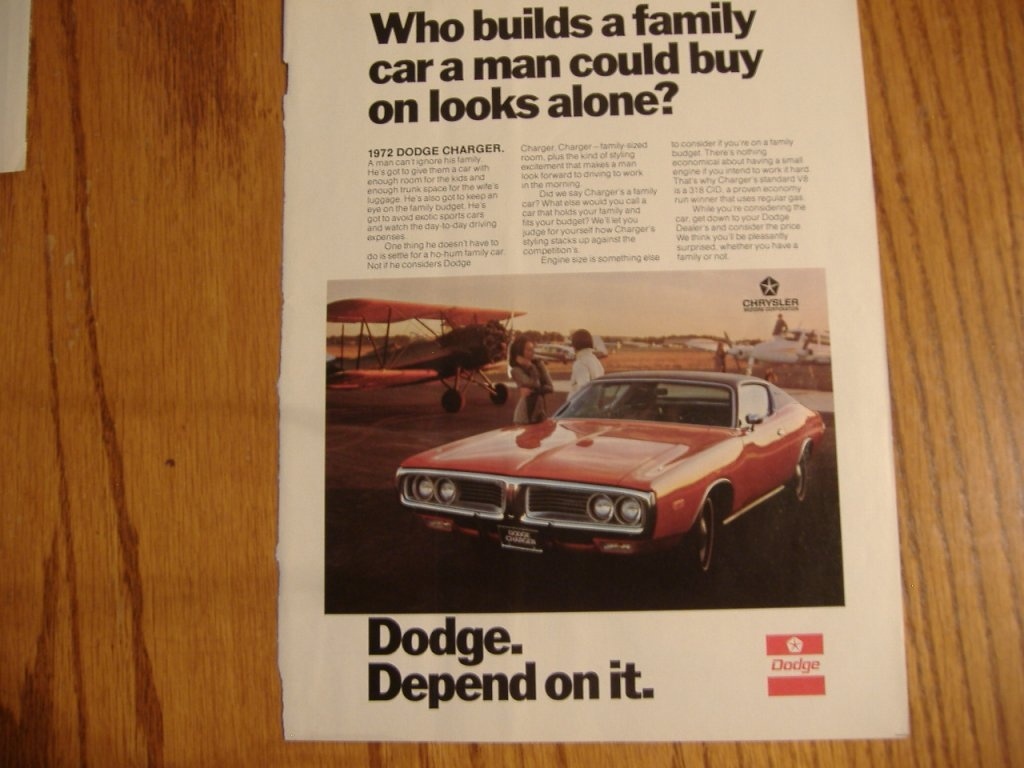 Who builds a family
car a man could buy
on looks alone?
1972 DODGE CHARGER.
A man can't ignore his family.
He's got to give them a car with
enough room for the kids and
enough trunk space for the wife's
luggage. He's also got to keep an
eye on the family budget. He's
got to avoid exotic sports cars
and watch the day-to-day driving
expenses.
One thing he doesn't have to
do is settle for a ho-hum family car.
Not if he considers Dodge
Charger. Charger – family-sized
room, plus the kind of styling
excitement that makes a man
look forward to driving to work
in the morning.
Did we say Charger's a family
car? What else would you call a
car that holds your family and
fits your budget? We'll let you
judge for yourself how Charger's
styling stacks up against the
competition's.
Engine size is something else
to consider if you're on a family
budget. There's nothing
economical about having a small
engine if you intend to work it hard.
That's why Charger's standard V8
is a 318 CID, a proven economy
run winner that uses regular gas.
While you're considering the
car, get down to your Dodge
Dealer's and consider the price.
We think you'll be pleasantly
surprised, whether you have a
family or not.
CHRYSLER
MOTORS CORPORATION
DODGE
CHARGER
Dodge.
Depend on it.
Dodge